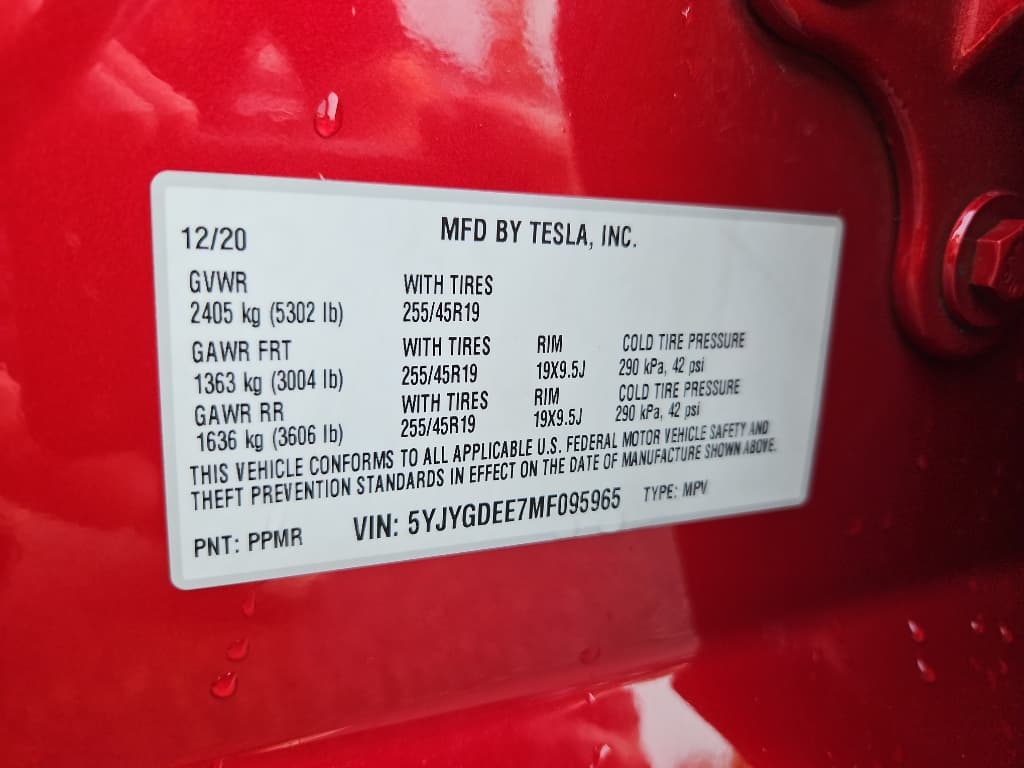 12/20 MFD BY TESLA, INC.
GVWR WITH TIRES
2405 kg (5302 lb) 255/45R19
GAWR FRT WITH TIRES RIM COLD TIRE PRESSURE
1363 kg (3004 lb) 255/45R19 19X9.5J 290 kPa, 42 psi
GAWR RR WITH TIRES RIM COLD TIRE PRESSURE
1636 kg (3606 lb) 255/45R19 19X9.5J 290 kPa, 42 psi
THIS VEHICLE CONFORMS TO ALL APPLICABLE U.S. FEDERAL MOTOR VEHICLE SAFETY AND
THEFT PREVENTION STANDARDS IN EFFECT ON THE DATE OF MANUFACTURE SHOWN ABOVE.
PNT: PPMR VIN: 5YJYGDEE7MF095965 TYPE: MPV